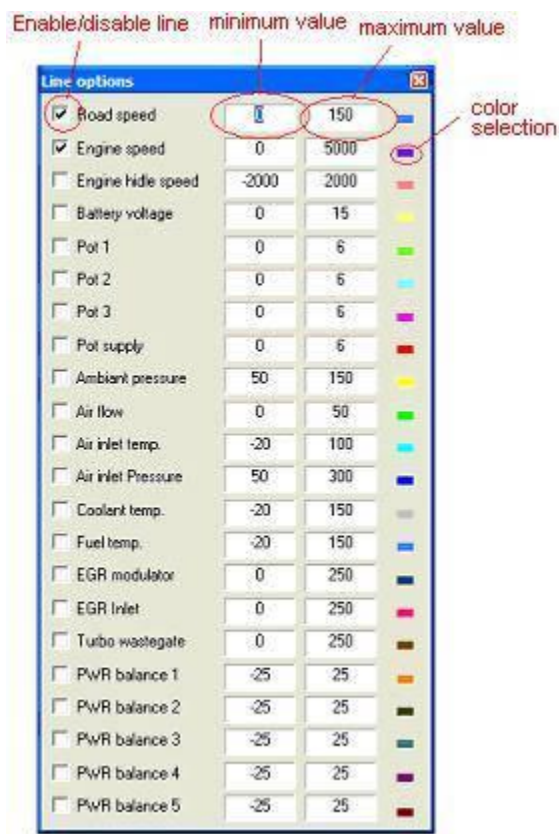 Enable/disable line minimum value maximum value
Line options
Road speed 0 150
color
selection
Engine speed 0 5000
Engine hidle speed -2000 2000
Battery voltage 0 15
Pot 1 0 6
Pot 2 0 6
Pot 3 0 6
Pot supply 0 6
Ambiant pressure 50 150
Air flow 0 50
Air inlet temp. -20 100
Air inlet Pressure 50 300
Coolant temp. -20 150
Fuel temp. -20 150
EGR modulator 0 250
EGR Inlet 0 250
Turbo wastegate 0 250
PWR balance 1 -25 25
PWR balance 2 -25 25
PWR balance 3 -25 25
PWR balance 4 -25 25
PWR balance 5 -25 25